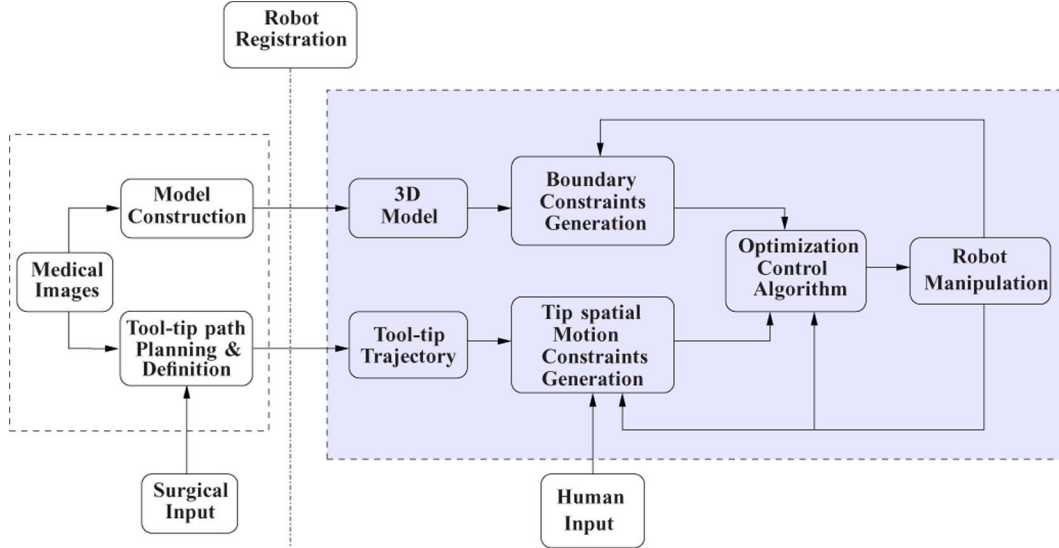 Robot
Registration
Model
Construction
3D
Model
Boundary
Constraints
Generation
Medical
Images
Optimization
Control
Algorithm
Robot
Manipulation
Tool-tip path
Planning &
Definition
Tool-tip
Trajectory
Tip spatial
Motion
Constraints
Generation
Surgical
Input
Human
Input